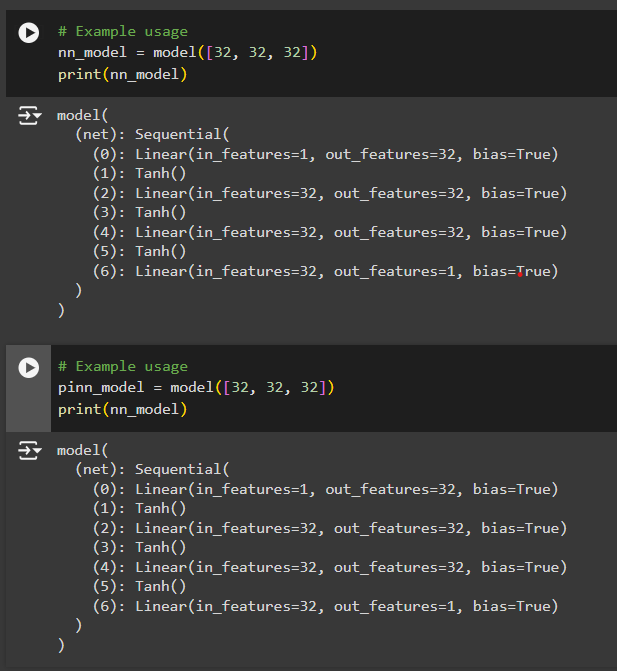 # Example usage
nn_model = model([32, 32, 32])
print(nn_model)
model(
  (net): Sequential(
    (0): Linear(in_features=1, out_features=32, bias=True)
    (1): Tanh()
    (2): Linear(in_features=32, out_features=32, bias=True)
    (3): Tanh()
    (4): Linear(in_features=32, out_features=32, bias=True)
    (5): Tanh()
    (6): Linear(in_features=32, out_features=1, bias=True)
  )
)
# Example usage
pinn_model = model([32, 32, 32])
print(nn_model)
model(
  (net): Sequential(
    (0): Linear(in_features=1, out_features=32, bias=True)
    (1): Tanh()
    (2): Linear(in_features=32, out_features=32, bias=True)
    (3): Tanh()
    (4): Linear(in_features=32, out_features=32, bias=True)
    (5): Tanh()
    (6): Linear(in_features=32, out_features=1, bias=True)
  )
)